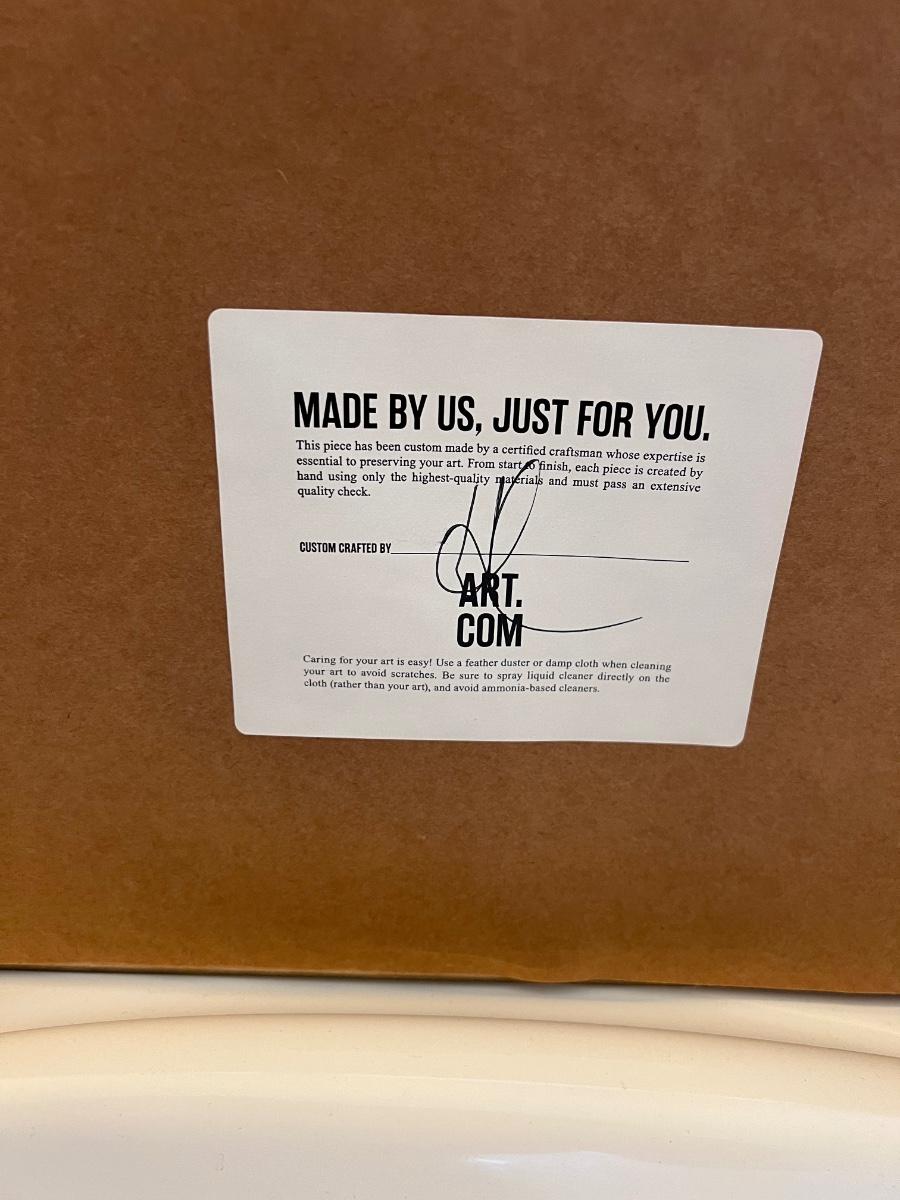 MADE BY US, JUST FOR YOU.
This piece has been custom made by a certified craftsman whose expertise is
essential to preserving your art. From start to finish, each piece is created by
hand using only the highest-quality materials and must pass an extensive
quality check.
CUSTOM CRAFTED BY
ART.
COM
Caring for your art is easy! Use a feather duster or damp cloth when cleaning
your art to avoid scratches. Be sure to spray liquid cleaner directly on the
cloth (rather than your art), and avoid ammonia-based cleaners.